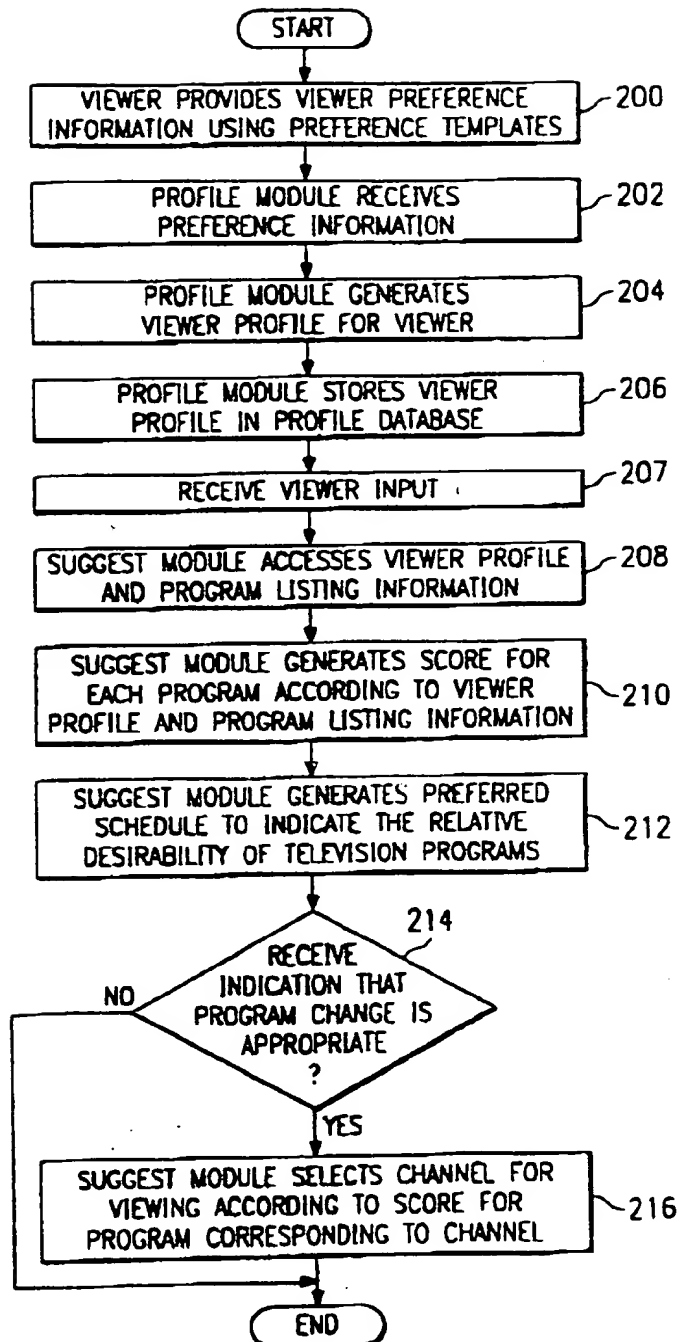 START
VIEWER PROVIDES VIEWER PREFERENCE
INFORMATION USING PREFERENCE TEMPLATES
200
PROFILE MODULE RECEIVES
PREFERENCE INFORMATION
202
PROFILE MODULE GENERATES
VIEWER PROFILE FOR VIEWER
204
PROFILE MODULE STORES VIEWER
PROFILE IN PROFILE DATABASE
206
RECEIVE VIEWER INPUT
207
SUGGEST MODULE ACCESSES VIEWER PROFILE
AND PROGRAM LISTING INFORMATION
208
SUGGEST MODULE GENERATES SCORE FOR
EACH PROGRAM ACCORDING TO VIEWER
PROFILE AND PROGRAM LISTING INFORMATION
210
SUGGEST MODULE GENERATES PREFERRED
SCHEDULE TO INDICATE THE RELATIVE
DESIRABILITY OF TELEVISION PROGRAMS
212
214
RECEIVE
INDICATION THAT
PROGRAM CHANGE IS
APPROPRIATE
?
NO
YES
SUGGEST MODULE SELECTS CHANNEL FOR
VIEWING ACCORDING TO SCORE FOR
PROGRAM CORRESPONDING TO CHANNEL
216
END